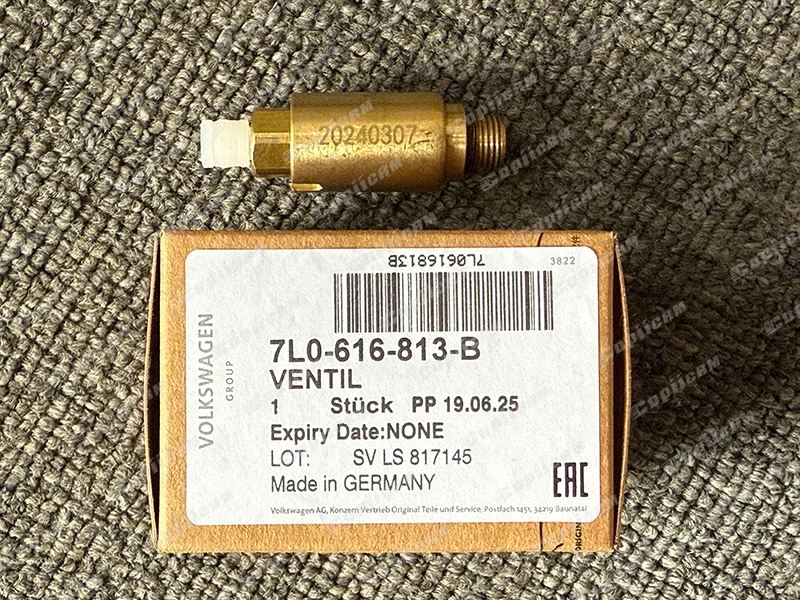 20240307
7L0616813B
3822
VOLKSWAGEN
GROUP
7L0-616-813-B
VENTIL
1 Stück PP 19.06.25
Expiry Date:NONE
LOT: SV LS 817145
Made in GERMANY
EAC
Volkswagen AG, Konzern Vertrieb Original Teile und Service, Postfach 1451, 34219 Baunatal
ORIGIN